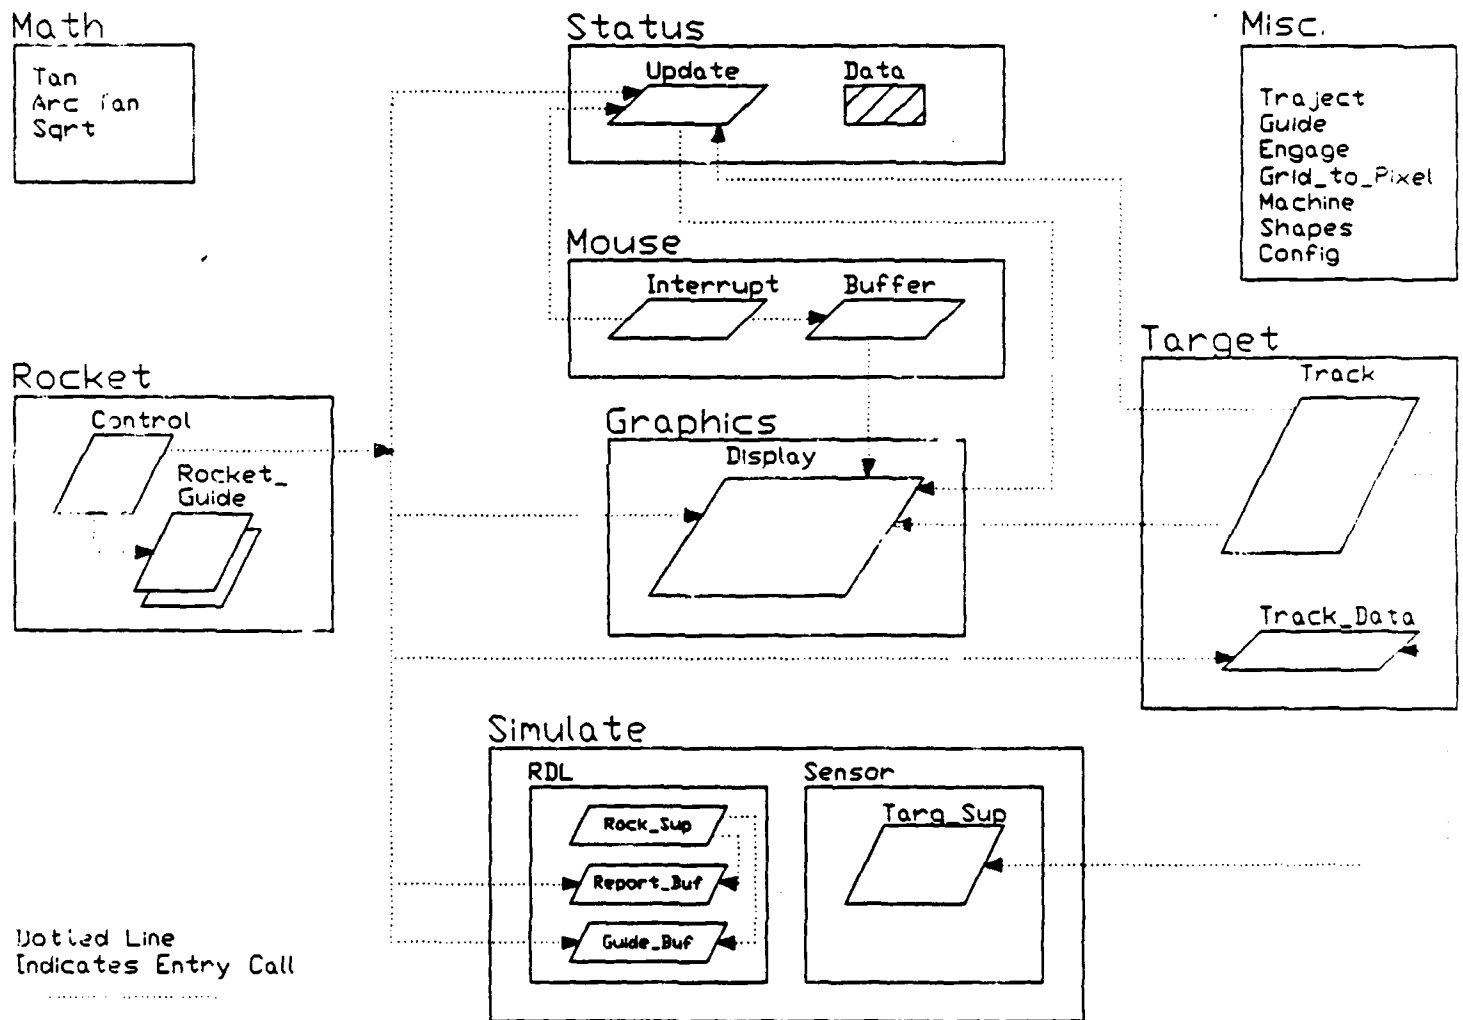 Math
Tan
Arc Tan
Sqrt
Status
Update
Data
Misc.
Traject
Guide
Engage
Grid_to_Pixel
Machine
Shapes
Config
Mouse
Interrupt
Buffer
Rocket
Control
Rocket_
Guide
Graphics
Display
Target
Track
Track_Data
Simulate
RDL
Rock_Sup
Report_Buf
Guide_Buf
Sensor
Targ_Sup
Dotted Line
Indicates Entry Call